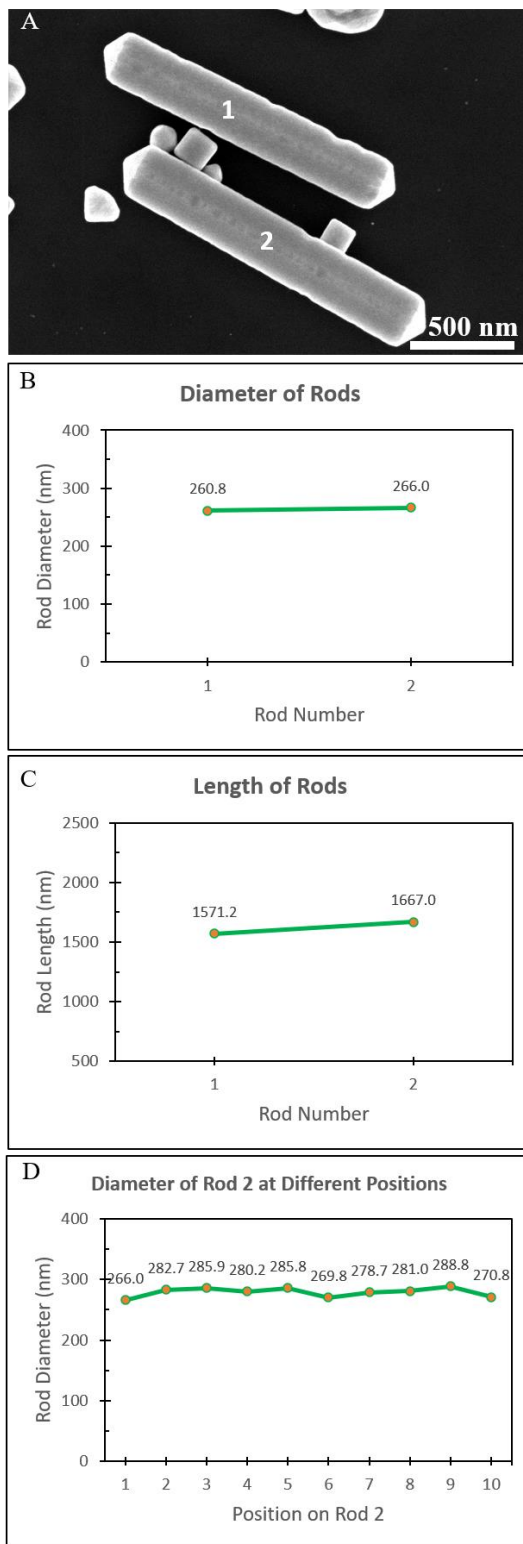 A
1
2
500 nm
B
Diameter of Rods
400
300
200
100
0
260.8
266.0
1
2
Rod Diameter (nm)
Rod Number
C
Length of Rods
2500
2000
1500
1000
500
1571.2
1667.0
1
2
Rod Length (nm)
Rod Number
D
Diameter of Rod 2 at Different Positions
400
300
200
100
0
266.0 282.7 285.9 280.2 285.8 269.8 278.7 281.0 288.8 270.8
1 2 3 4 5 6 7 8 9 10
Rod Diameter (nm)
Position on Rod 2